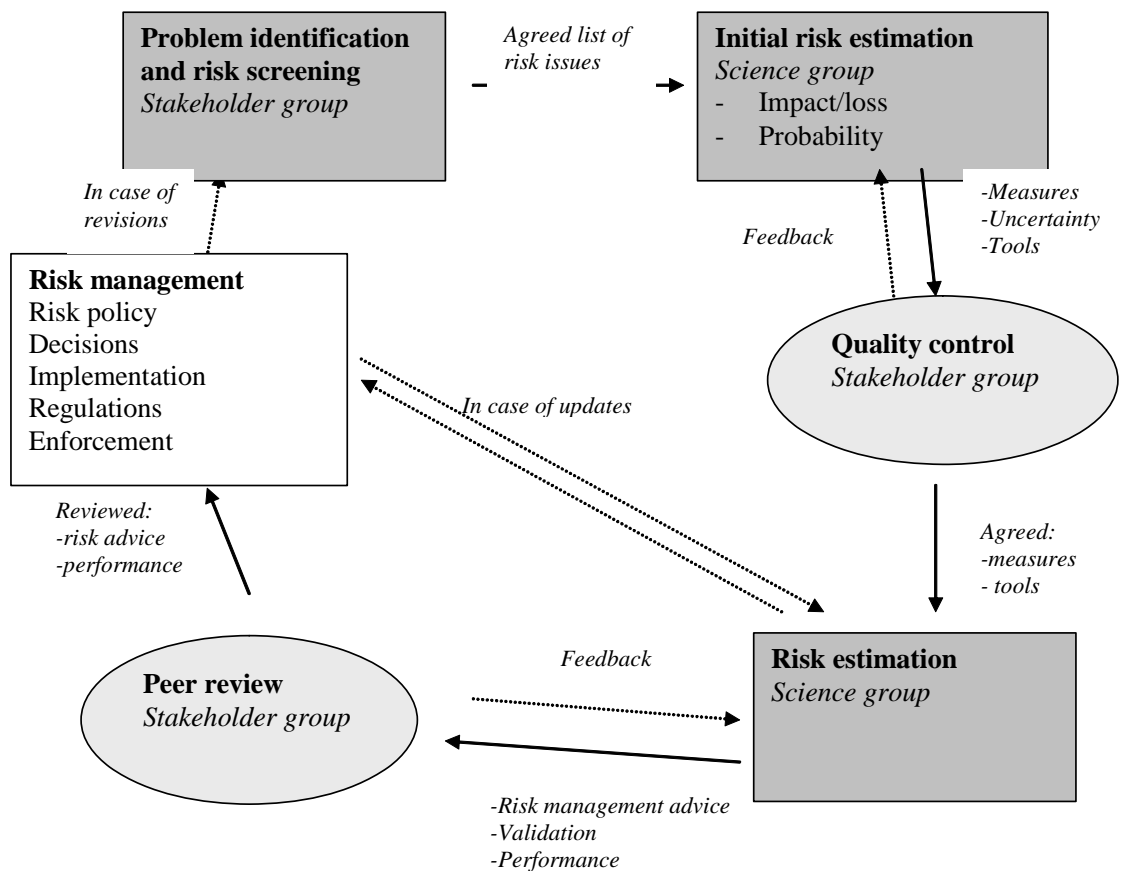 Problem identification
and risk screening
Stakeholder group
Agreed list of
risk issues
Initial risk estimation
Science group
- Impact/loss
- Probability
In case of
revisions
Feedback
-Measures
-Uncertainty
-Tools
Risk management
Risk policy
Decisions
Implementation
Regulations
Enforcement
Quality control
Stakeholder group
In case of updates
Reviewed:
-risk advice
-performance
Agreed:
-measures
- tools
Peer review
Stakeholder group
Feedback
Risk estimation
Science group
-Risk management advice
-Validation
-Performance